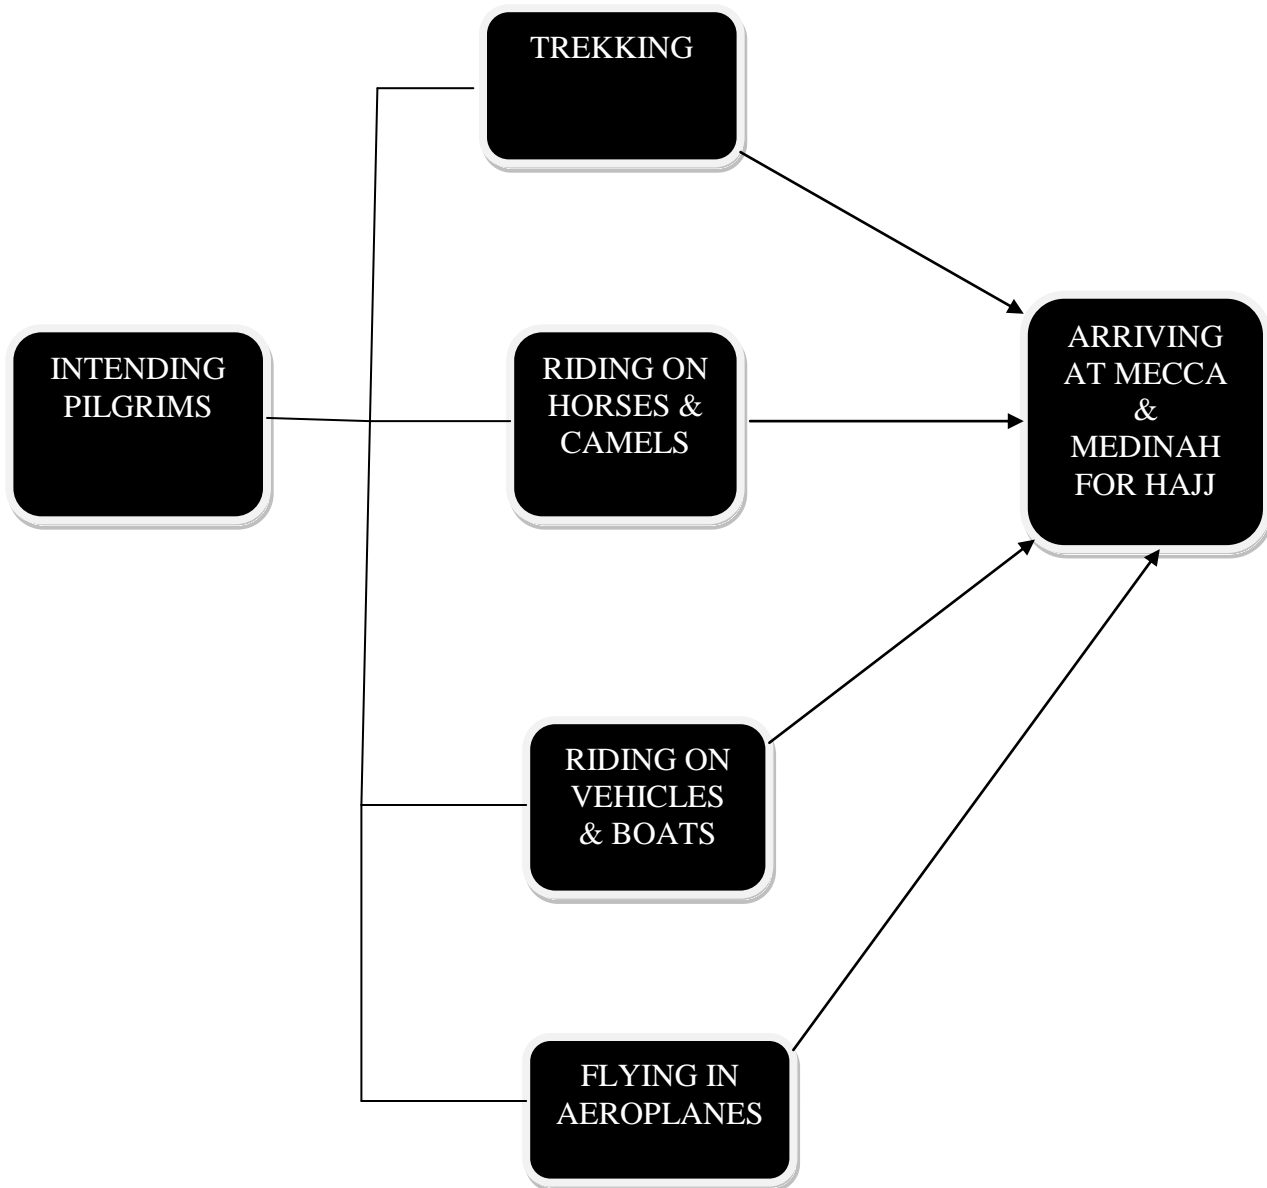 TREKKING
INTENDING
PILGRIMS
RIDING ON
HORSES &
CAMELS
ARRIVING
AT MECCA
&
MEDINAH
FOR HAJJ
RIDING ON
VEHICLES
& BOATS
FLYING IN
AEROPLANES